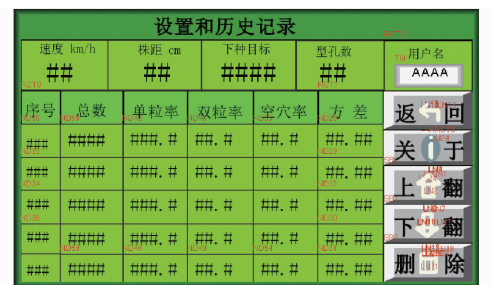 设置和历史记录
速度 km/h 株距 cm 下种目标 型孔数 用户名
## ## #### ## AAAA
序号 总数 单粒率 双粒率 空穴率 方 差 返回
### #### ###.# ##.# ##.# ##.## 关于
### #### ###.# ##.# ##.# ##.## 上翻
### #### ###.# ##.# ##.# ##.##
### #### ###.# ##.# ##.# ##.## 下翻
### #### ###.# ##.# ##.# ##.## 删除